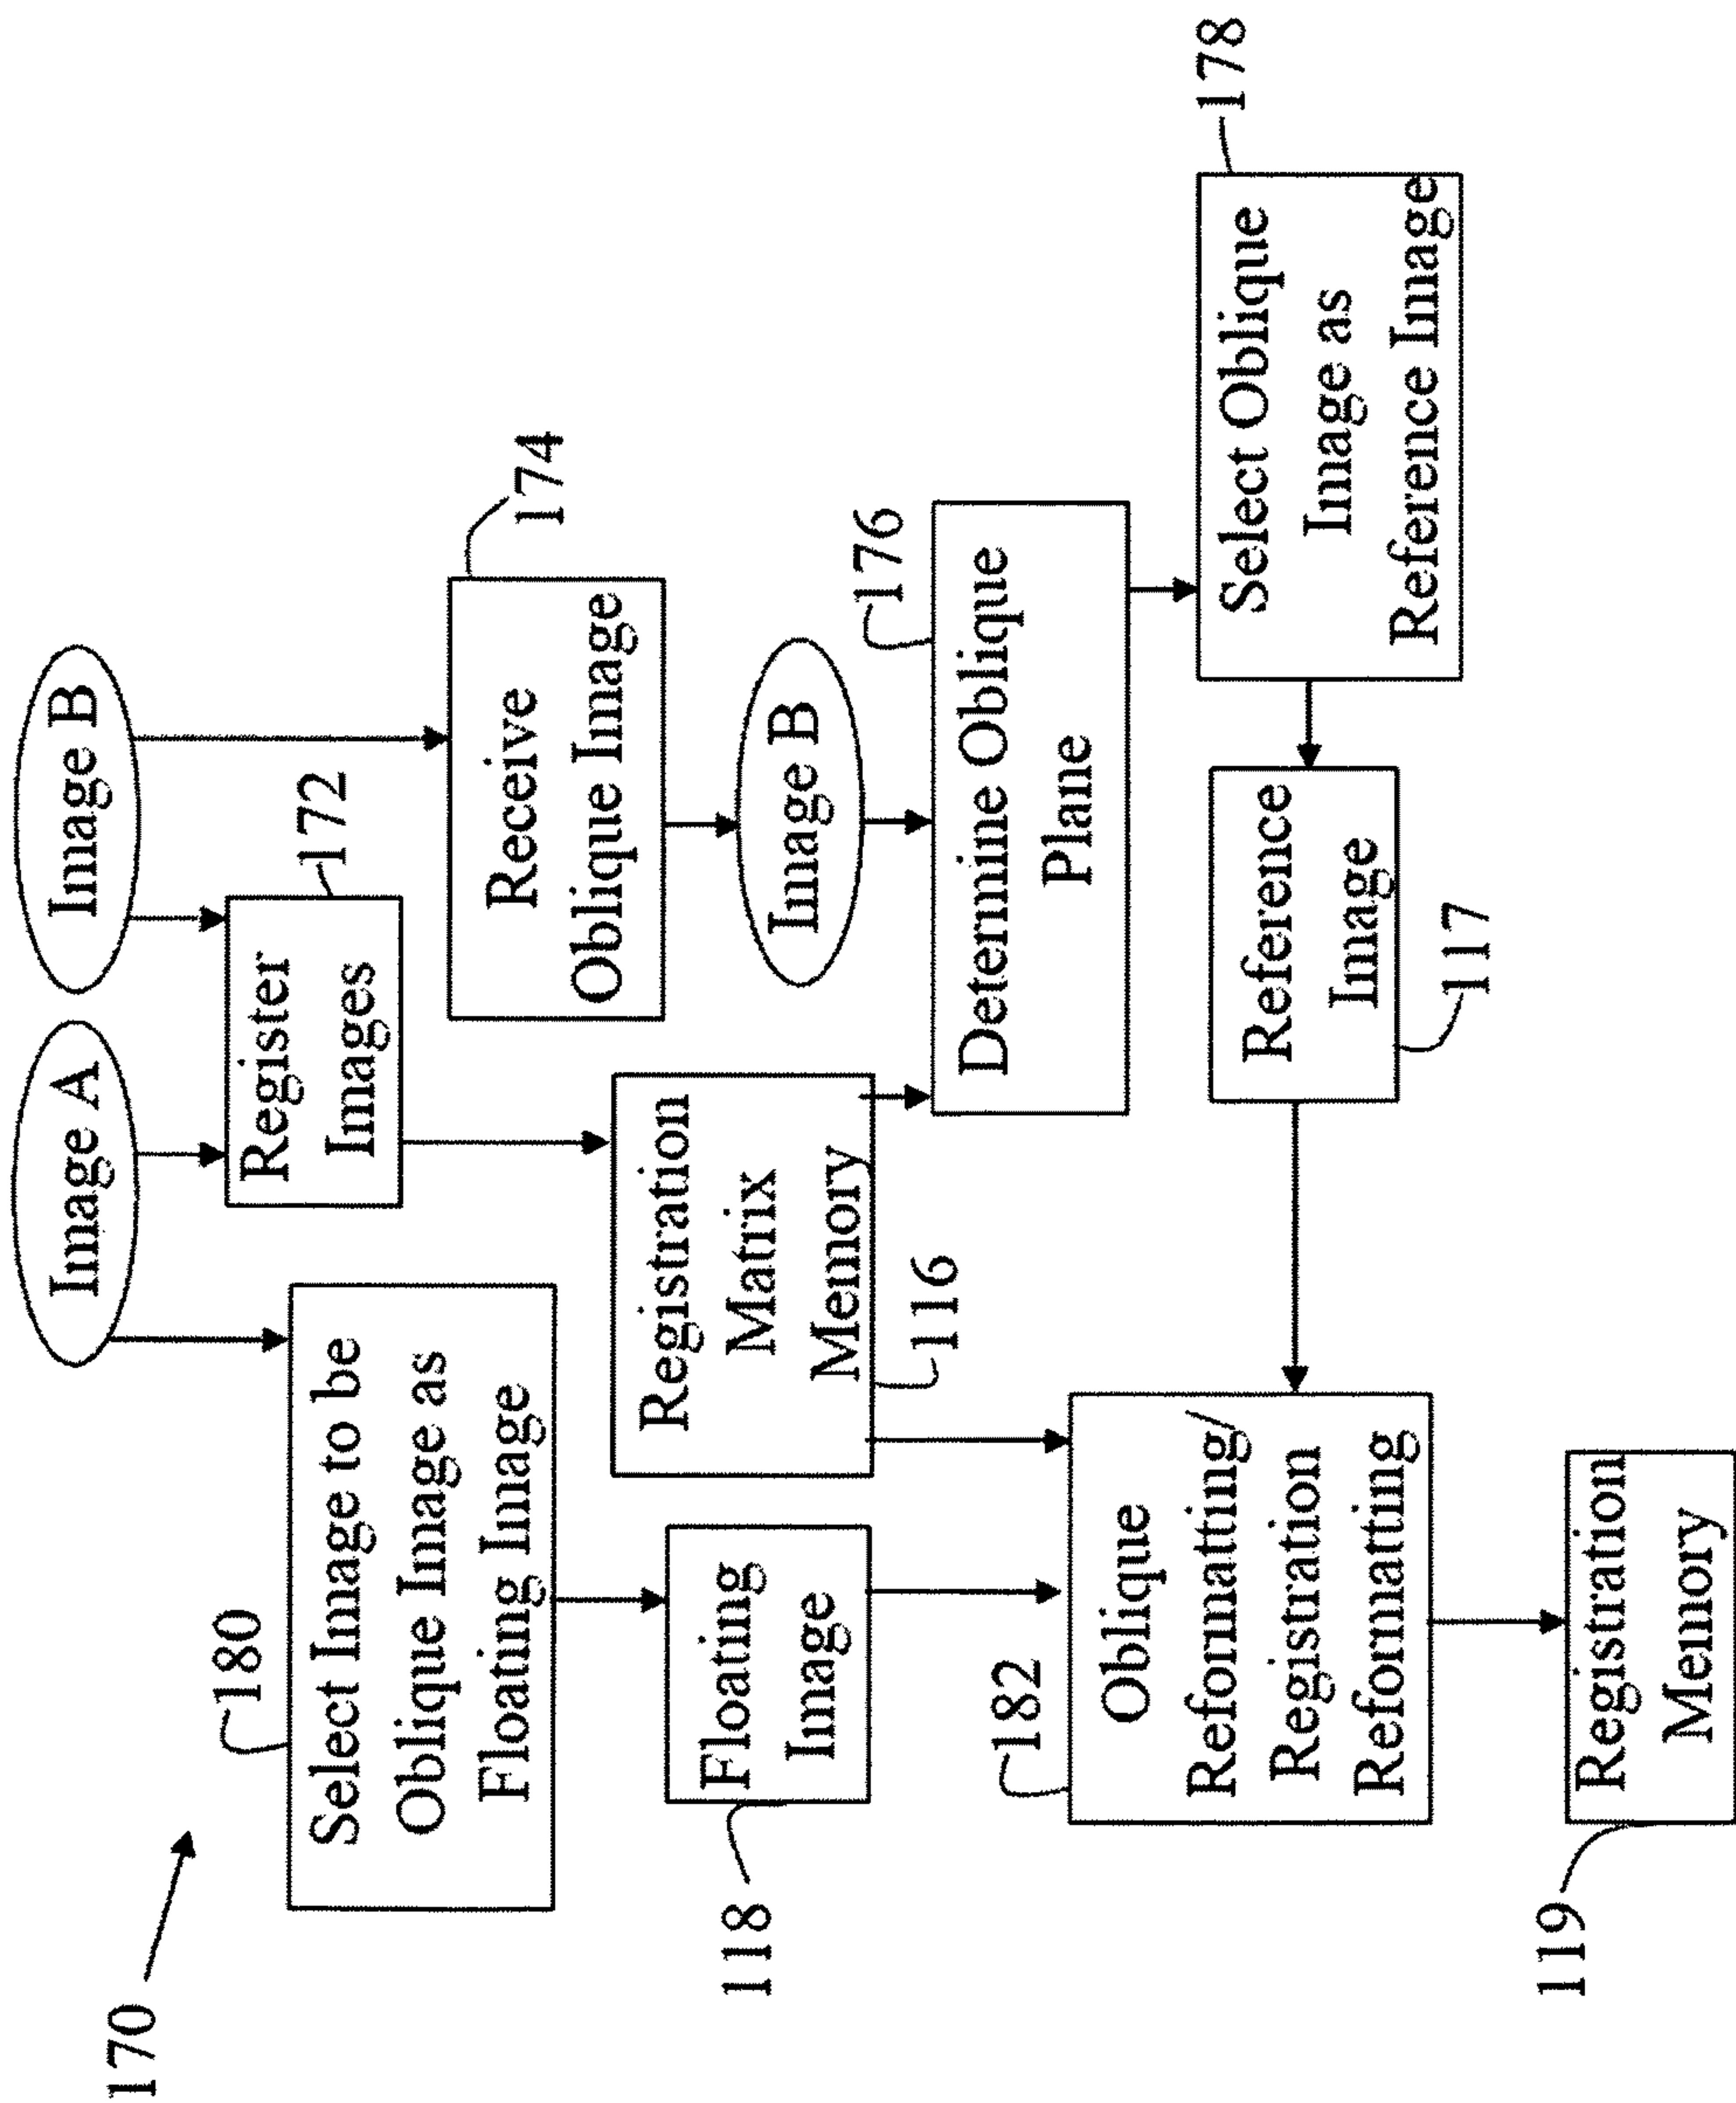 170
Image A
Image B
180
Select Image to be
Oblique Image as
Floating Image
Register
Images
172
Receive
Oblique Image
174
118
Floating
Image
Registration
Matrix
Memory
116
Image B
182
Oblique
Reformatting/
Registration
Reformatting
Determine Oblique
Plane
176
Reference
Image
117
Select Oblique
Image as
Reference Image
178
119
Registration
Memory